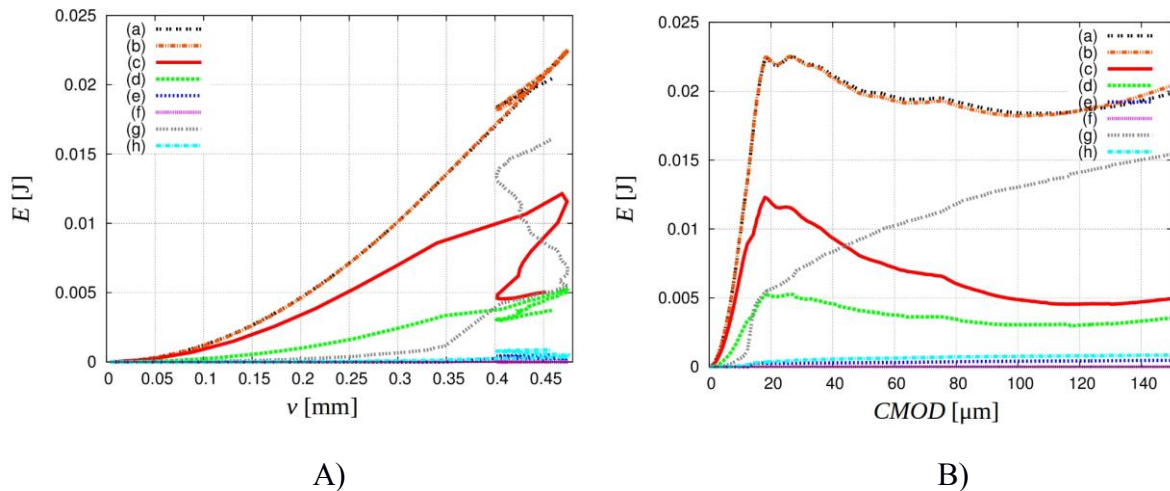 0.025
0.02
0.015
0.01
0.005
0
E [J]
(a)
(b)
(c)
(d)
(e)
(f)
(g)
(h)
0 0.05 0.1 0.15 0.2 0.25 0.3 0.35 0.4 0.45
v [mm]
A)
0.025
0.02
0.015
0.01
0.005
0
E [J]
(a)
(b)
(c)
(d)
(e)
(f)
(g)
(h)
0 20 40 60 80 100 120 140
CMOD [μm]
B)